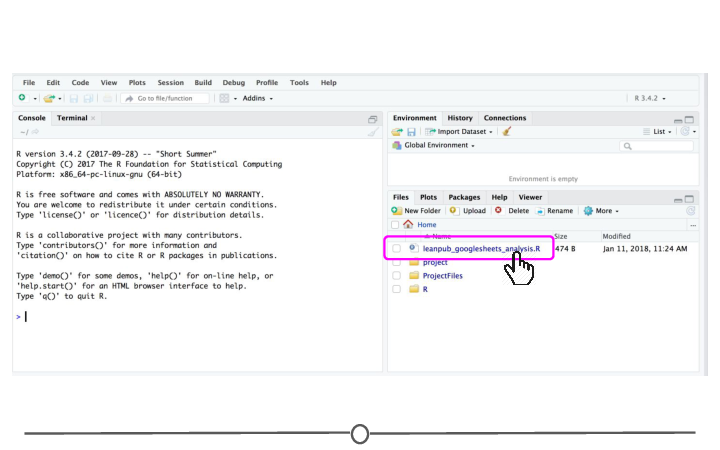 File Edit Code View Plots Session Build Debug Profile Tools Help
Go to file/function Addins R 3.4.2
Console Terminal ×
~/
R version 3.4.2 (2017-09-28) -- "Short Summer"
Copyright (C) 2017 The R Foundation for Statistical Computing
Platform: x86_64-pc-linux-gnu (64-bit)
R is free software and comes with ABSOLUTELY NO WARRANTY.
You are welcome to redistribute it under certain conditions.
Type 'license()' or 'licence()' for distribution details.
R is a collaborative project with many contributors.
Type 'contributors()' for more information and
'citation()' on how to cite R or R packages in publications.
Type 'demo()' for some demos, 'help()' for on-line help, or
'help.start()' for an HTML browser interface to help.
Type 'q()' to quit R.
>
Environment History Connections
Import Dataset List
Global Environment
Environment is empty
Files Plots Packages Help Viewer
New Folder Upload Delete Rename More
Home ...
Name Size Modified
leanpub_googlesheets_analysis.R 474 B Jan 11, 2018, 11:24 AM
project
ProjectFiles
R